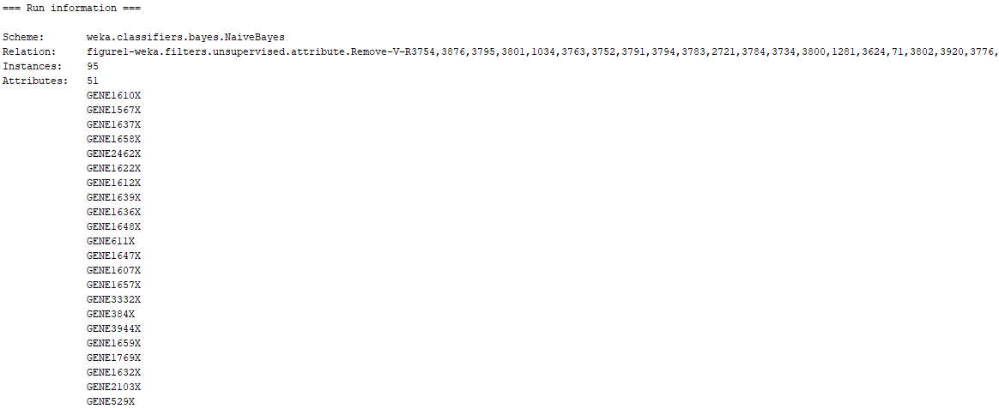 === Run information ===
Scheme: weka.classifiers.bayes.NaiveBayes
Relation: figure1-weka.filters.unsupervised.attribute.Remove-V-R3754,3876,3795,3801,1034,3763,3752,3791,3794,3783,2721,3784,3734,3800,1281,3624,71,3802,3920,3776,
Instances: 95
Attributes: 51
GENE1610X
GENE1567X
GENE1637X
GENE1658X
GENE2462X
GENE1622X
GENE1612X
GENE1639X
GENE1636X
GENE1648X
GENE611X
GENE1647X
GENE1607X
GENE1657X
GENE3332X
GENE384X
GENE3944X
GENE1659X
GENE1769X
GENE1632X
GENE2103X
GENE529X